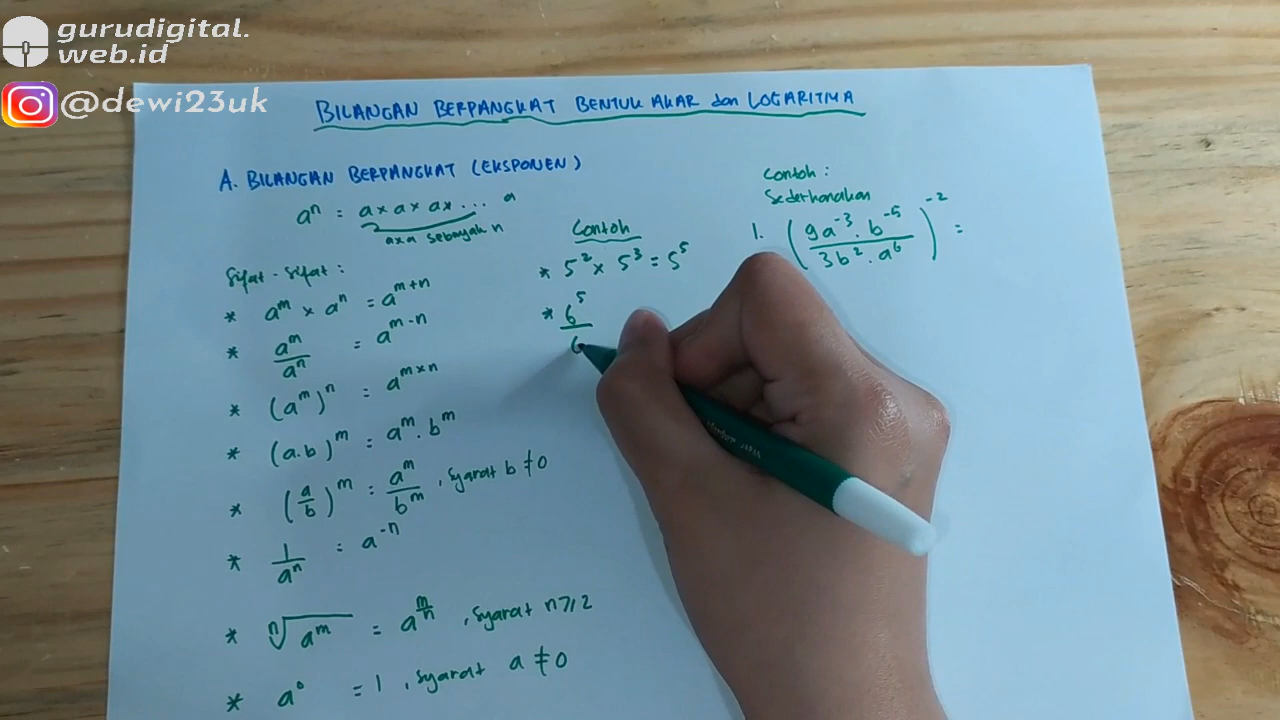 gurudigital.
web.id
@dewi23uk
BILANGAN BERPANGKAT BENTUK AKAR dan LOGARITMA
A. BILANGAN BERPANGKAT (EKSPONEN)
aⁿ = a x a x a x ... a
axa sebayak n
Sifat-sifat :
* aᵐ x aⁿ = aᵐ⁺ⁿ
* aᵐ/aⁿ = aᵐ⁻ⁿ
* (aᵐ)ⁿ = aᵐˣⁿ
* (a.b)ᵐ = aᵐ . bᵐ
* (a/b)ᵐ = aᵐ/bᵐ , syarat b ≠ 0
* 1/aⁿ = a⁻ⁿ
* ⁿ√aᵐ = a^(m/n) , syarat n ≥ 2
* a⁰ = 1 , syarat a ≠ 0
Contoh
* 5² x 5³ = 5⁵
* 6⁵/6
Contoh :
Sederhanakan
1. (9a⁻³ . b⁻⁵ / 3b² . a⁶)⁻² =